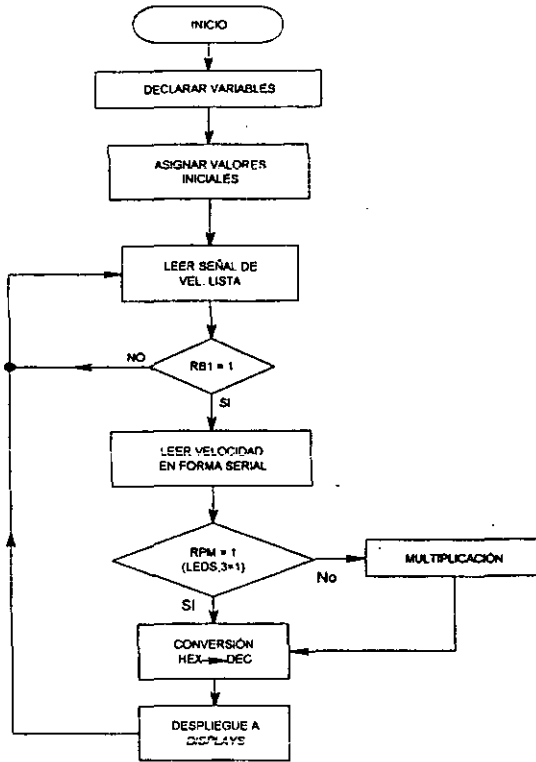 INICIO
DECLARAR VARIABLES
ASIGNAR VALORES
INICIALES
LEER SEÑAL DE
VEL. LISTA
NO
RB1 = 1
SI
LEER VELOCIDAD
EN FORMA SERIAL
RPM = 1
(LEDS,3=1)
No
MULTIPLICACIÓN
SI
CONVERSIÓN
HEX→DEC
DESPLIEGUE A
DISPLAYS